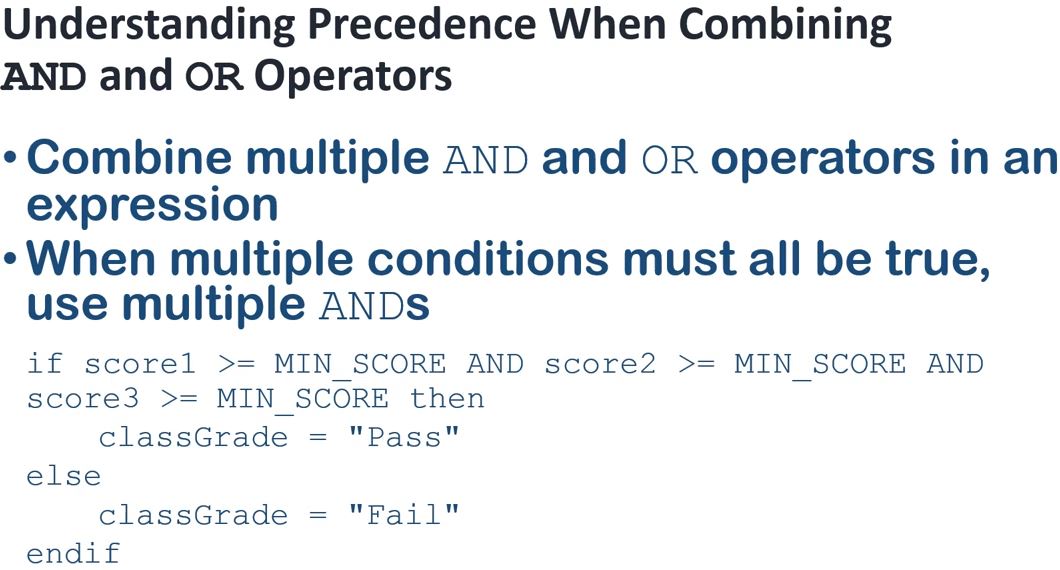 Understanding Precedence When Combining
AND and OR Operators
• Combine multiple AND and OR operators in an
expression
• When multiple conditions must all be true,
use multiple ANDs
if score1 >= MIN_SCORE AND score2 >= MIN_SCORE AND
score3 >= MIN_SCORE then
    classGrade = "Pass"
else
    classGrade = "Fail"
endif